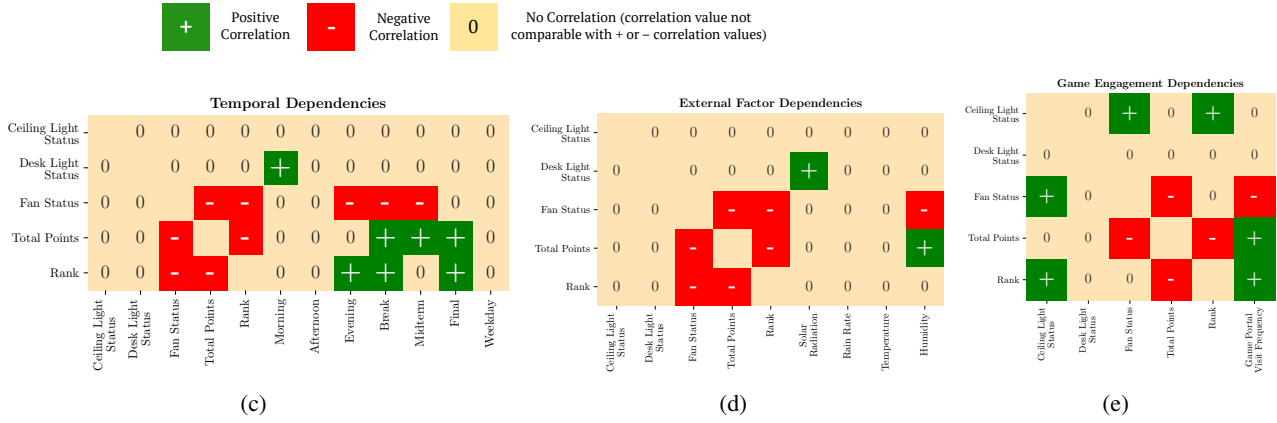 +
Positive
Correlation
-
Negative
Correlation
0
No Correlation (correlation value not
comparable with + or – correlation values)
Temporal Dependencies
Ceiling Light
Status
0 0 0 0 0 0 0 0 0 0 0
Desk Light
Status
0 0 0 0 + 0 0 0 0 0 0
Fan Status
0 0 - - 0 0 - - - 0 0
Total Points
0 0 - - 0 0 0 + + + 0
Rank
0 0 - - 0 0 + + 0 + 0
Ceiling Light
Status
Desk Light
Status
Fan Status
Total Points
Rank
Morning
Afternoon
Evening
Break
Midterm
Final
Weekday
(c)
External Factor Dependencies
Ceiling Light
Status
0 0 0 0 0 0 0 0
Desk Light
Status
0 0 0 0 + 0 0 0
Fan Status
0 0 - - 0 0 0 -
Total Points
0 0 - - 0 0 0 +
Rank
0 0 - - 0 0 0 0
Ceiling Light
Status
Desk Light
Status
Fan Status
Total Points
Rank
Solar
Radiation
Rain Rate
Temperature
Humidity
(d)
Game Engagement Dependencies
Ceiling Light
Status
0 + 0 + 0
Desk Light
Status
0 0 0 0 0
Fan Status
+ 0 - 0 -
Total Points
0 0 - - +
Rank
+ 0 0 - +
Ceiling Light
Status
Desk Light
Status
Fan Status
Total Points
Rank
Game Portal
Visit Frequency
(e)